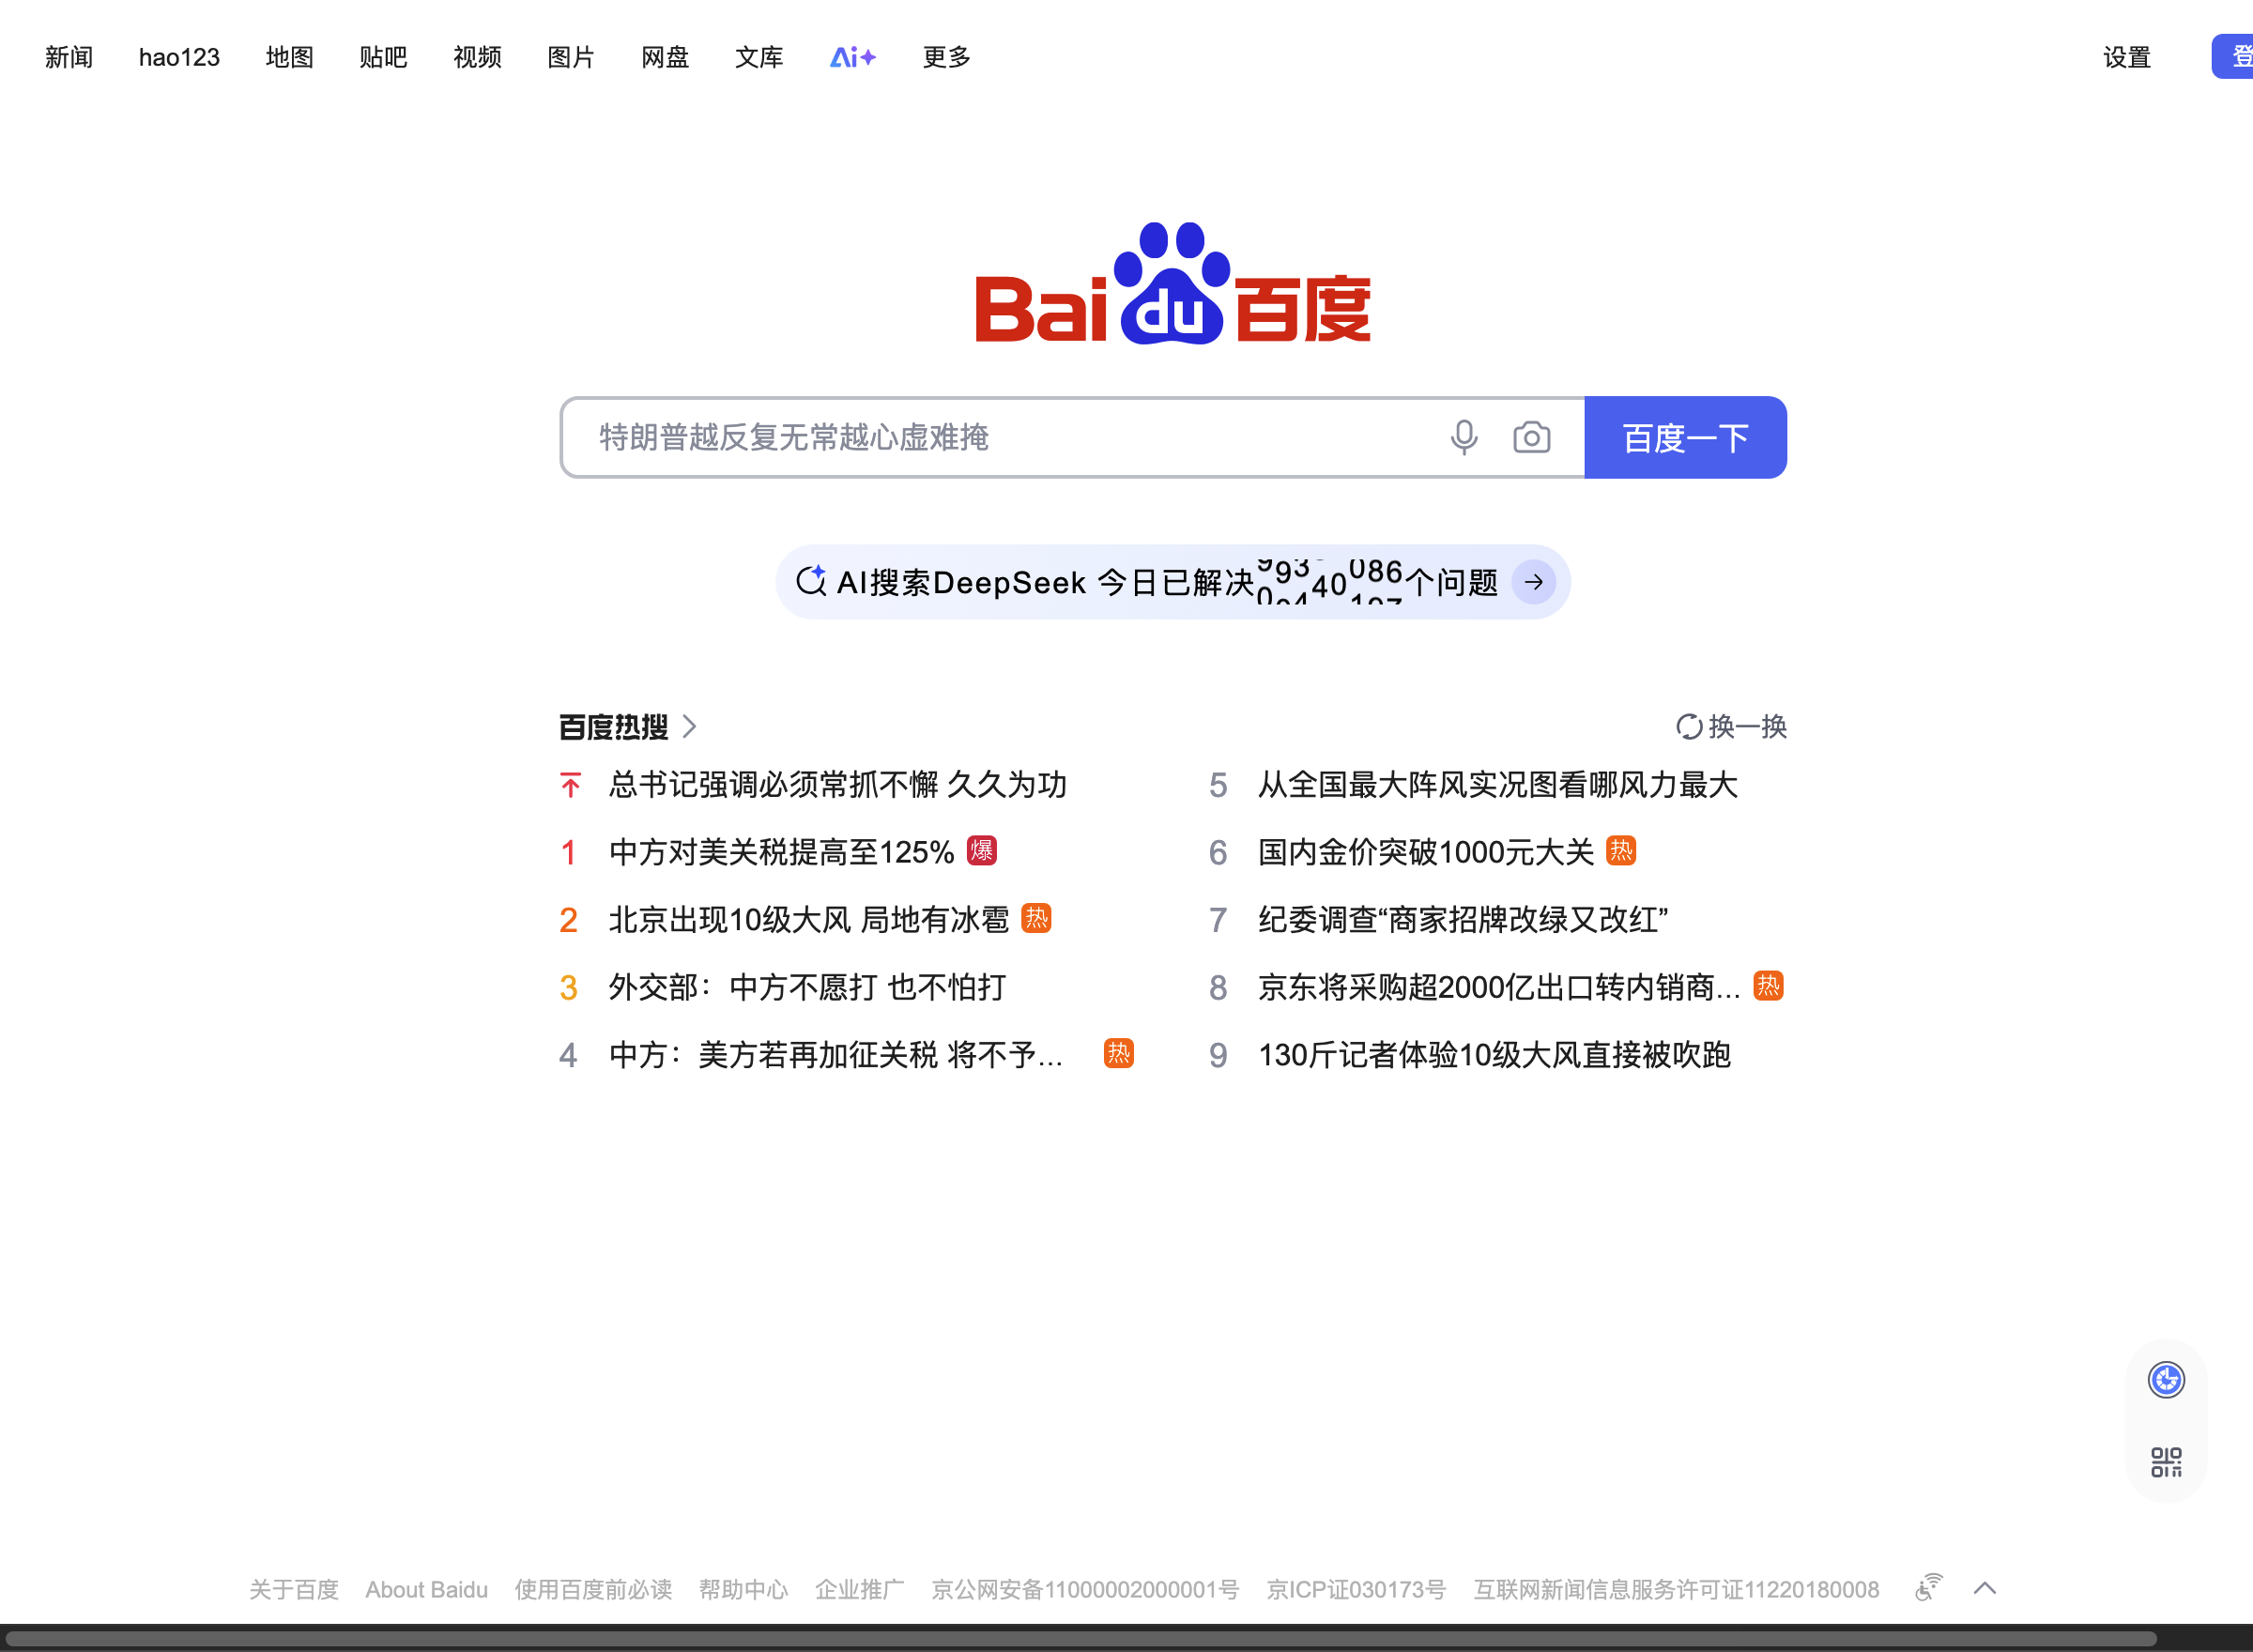 新闻 hao123 地图 贴吧 视频 图片 网盘 文库 Ai 更多 设置
Bai du 百度
特朗普越反复无常越心虚难掩 百度一下
AI搜索DeepSeek 今日已解决 个问题
百度热搜 换一换
总书记强调必须常抓不懈 久久为功
1 中方对美关税提高至125% 爆
2 北京出现10级大风 局地有冰雹 热
3 外交部：中方不愿打 也不怕打
4 中方：美方若再加征关税 将不予... 热
5 从全国最大阵风实况图看哪风力最大
6 国内金价突破1000元大关 热
7 纪委调查“商家招牌改绿又改红”
8 京东将采购超2000亿出口转内销商... 热
9 130斤记者体验10级大风直接被吹跑
关于百度 About Baidu 使用百度前必读 帮助中心 企业推广 京公网安备11000002000001号 京ICP证030173号 互联网新闻信息服务许可证11220180008